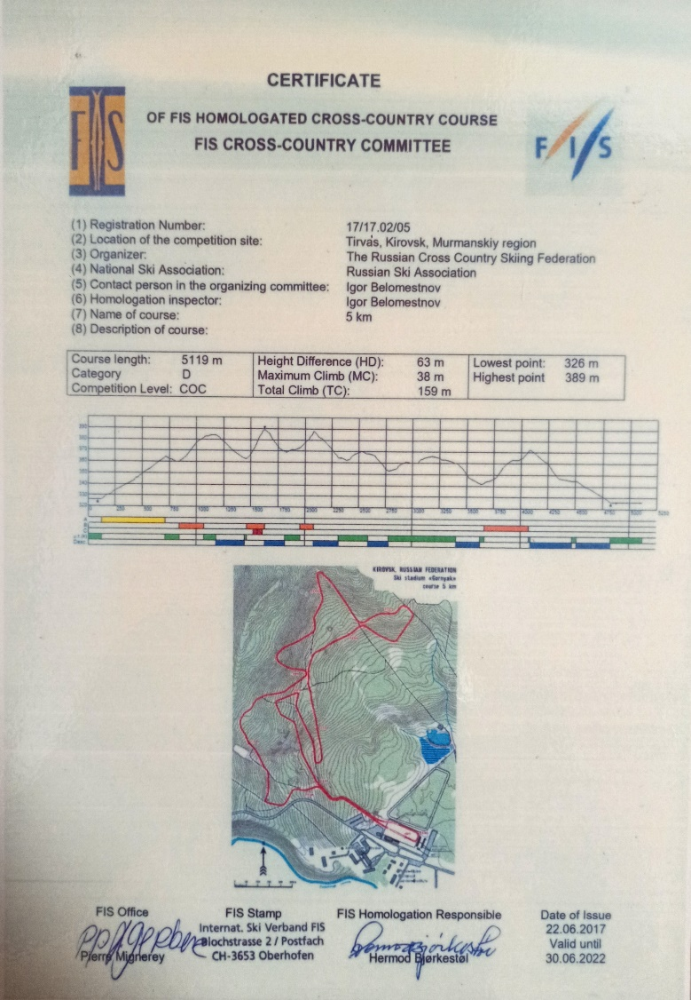 CERTIFICATE
OF FIS HOMOLOGATED CROSS-COUNTRY COURSE
FIS CROSS-COUNTRY COMMITTEE
FIS
FIS
(1) Registration Number: 17/17.02/05
(2) Location of the competition site: Tirvas, Kirovsk, Murmanskiy region
(3) Organizer: The Russian Cross Country Skiing Federation
(4) National Ski Association: Russian Ski Association
(5) Contact person in the organizing committee: Igor Belomestnov
(6) Homologation inspector: Igor Belomestnov
(7) Name of course: 5 km
(8) Description of course:
Course length: 5119 m Height Difference (HD): 63 m Lowest point: 326 m
Category D Maximum Climb (MC): 38 m Highest point 389 m
Competition Level: COC Total Climb (TC): 159 m
250 500 750 1000 1250 1500 1750 2000 2250 2500 2750 3000 3250 3500 3750 4000 4250 4500 4750 5000 5250
A
B
C
Desc
KIROVSK, RUSSIAN FEDERATION
Ski stadium «Gornyak»
course 5 km
FIS Office FIS Stamp FIS Homologation Responsible Date of Issue
Internat. Ski Verband FIS 22.06.2017
Blochstrasse 2 / Postfach Valid until
Pierre Mignerey CH-3653 Oberhofen Hermod Bjørkestøl 30.06.2022